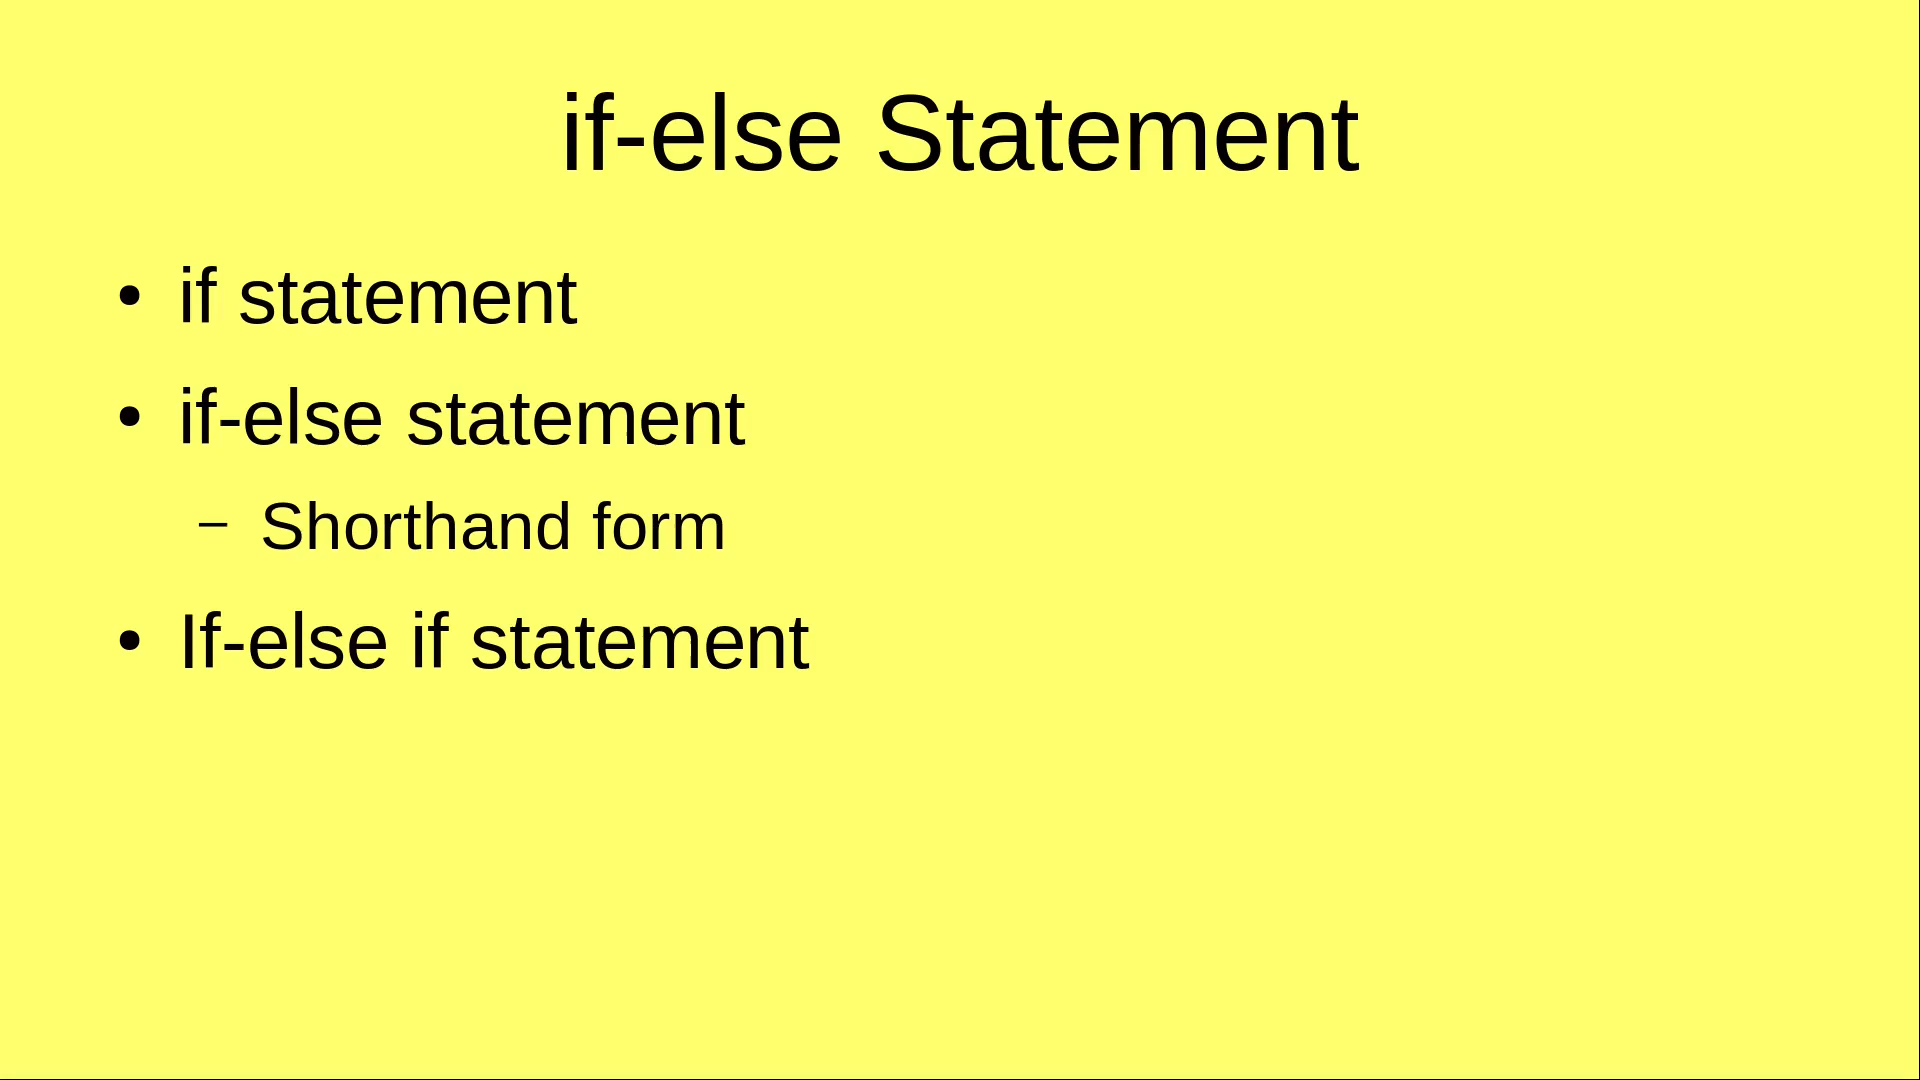 if-else Statement
• if statement
• if-else statement
– Shorthand form
• If-else if statement